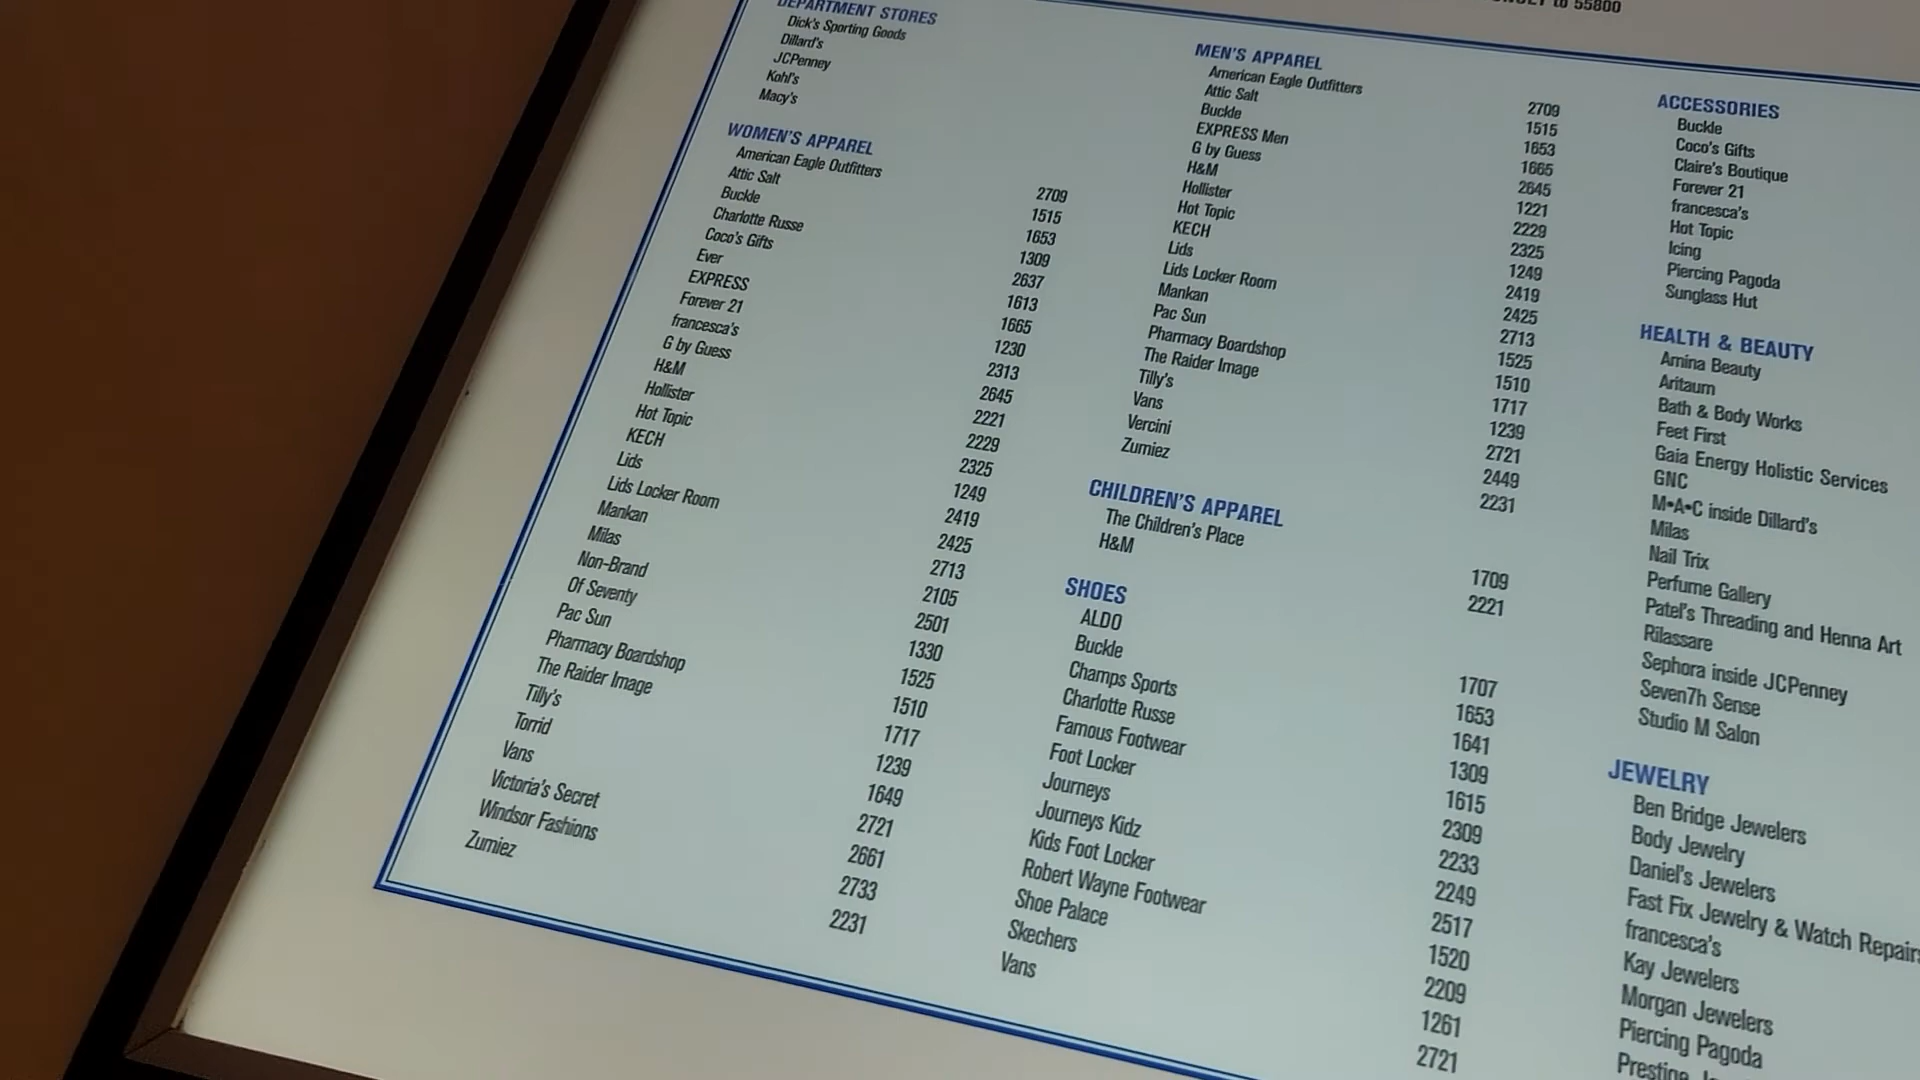 to 55800
DEPARTMENT STORES
Dick's Sporting Goods
Dillard's
JCPenney
Kohl's
Macy's
WOMEN'S APPAREL
American Eagle Outfitters 2709
Attic Salt 1515
Buckle 1653
Charlotte Russe 1309
Coco's Gifts 2637
Ever 1613
EXPRESS 1665
Forever 21 1230
francesca's 2313
G by Guess 2645
H&M 2221
Hollister 2229
Hot Topic 2325
KECH 1249
Lids 2419
Lids Locker Room 2425
Mankan 2713
Milas 2105
Non-Brand 2501
Of Seventy 1330
Pac Sun 1525
Pharmacy Boardshop 1510
The Raider Image 1717
Tilly's 1239
Torrid 1649
Vans 2721
Victoria's Secret 2661
Windsor Fashions 2733
Zumiez 2231
MEN'S APPAREL
American Eagle Outfitters 2709
Attic Salt 1515
Buckle 1653
EXPRESS Men 1665
G by Guess 2645
H&M 1221
Hollister 2229
Hot Topic 2325
KECH 1249
Lids 2419
Lids Locker Room 2425
Mankan 2713
Pac Sun 1525
Pharmacy Boardshop 1510
The Raider Image 1717
Tilly's 1239
Vans 2721
Vercini 2449
Zumiez 2231
CHILDREN'S APPAREL
The Children's Place 1709
H&M 2221
SHOES
ALDO 1707
Buckle 1653
Champs Sports 1641
Charlotte Russe 1309
Famous Footwear 1615
Foot Locker 2309
Journeys 2233
Journeys Kidz 2249
Kids Foot Locker 2517
Robert Wayne Footwear 1520
Shoe Palace 2209
Skechers 1261
Vans 2721
ACCESSORIES
Buckle
Coco's Gifts
Claire's Boutique
Forever 21
francesca's
Hot Topic
Icing
Piercing Pagoda
Sunglass Hut
HEALTH & BEAUTY
Amina Beauty
Aritaum
Bath & Body Works
Feet First
Gaia Energy Holistic Services
GNC
M•A•C inside Dillard's
Milas
Nail Trix
Perfume Gallery
Patel's Threading and Henna Art
Rilassare
Sephora inside JCPenney
Seven7h Sense
Studio M Salon
JEWELRY
Ben Bridge Jewelers
Body Jewelry
Daniel's Jewelers
Fast Fix Jewelry & Watch Repairs
francesca's
Kay Jewelers
Morgan Jewelers
Piercing Pagoda
Prestige